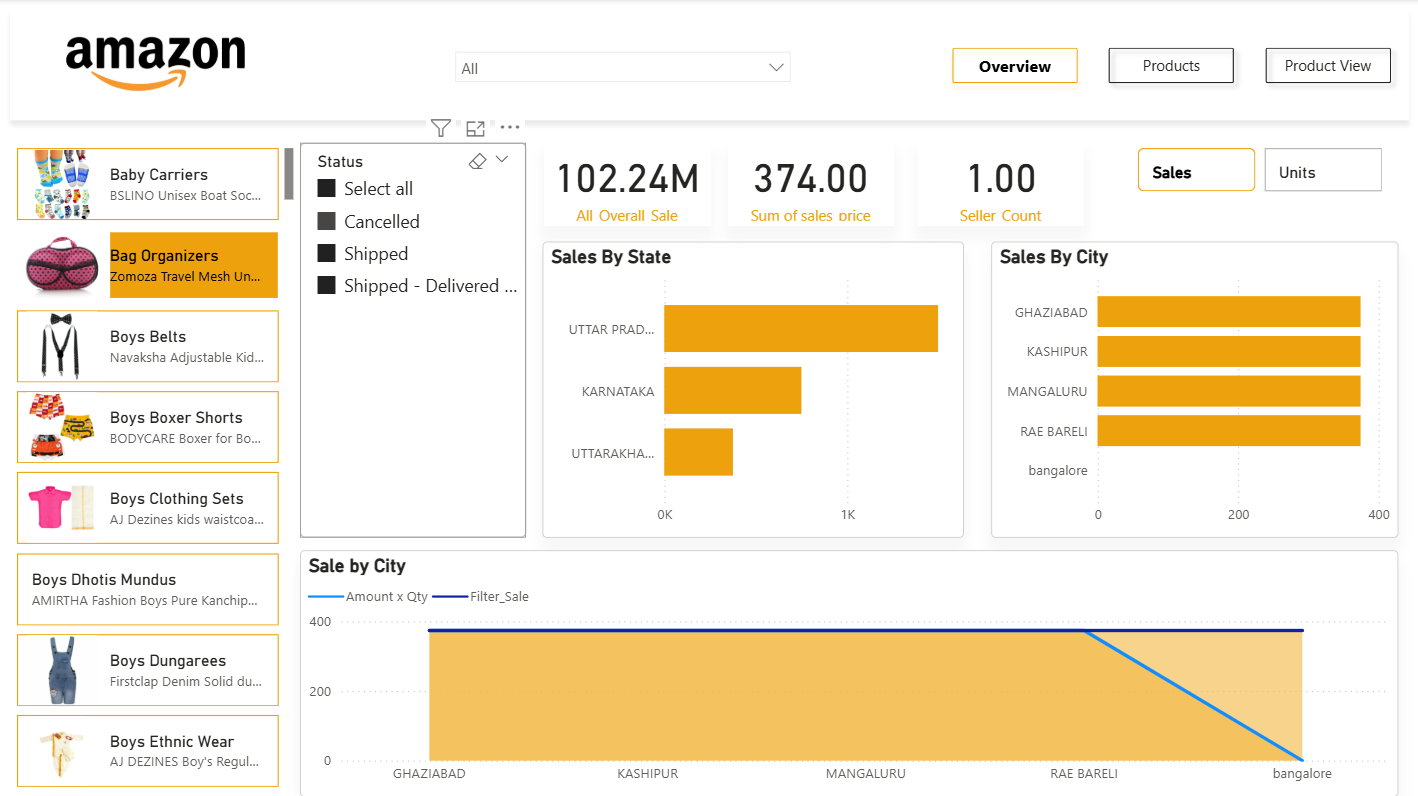 amazon
All
Overview
Products
Product View
Baby Carriers
BSLINO Unisex Boat Soc...
Bag Organizers
Zomoza Travel Mesh Un...
Boys Belts
Navaksha Adjustable Kid...
Boys Boxer Shorts
BODYCARE Boxer for Bo...
Boys Clothing Sets
AJ Dezines kids waistcoa...
Boys Dhotis Mundus
AMIRTHA Fashion Boys Pure Kanchip...
Boys Dungarees
Firstclap Denim Solid du...
Boys Ethnic Wear
AJ DEZINES Boy's Regul...
Status
Select all
Cancelled
Shipped
Shipped - Delivered ...
102.24M
All Overall Sale
374.00
Sum of sales price
1.00
Seller Count
Sales
Units
Sales By State
UTTAR PRAD...
KARNATAKA
UTTARAKHA...
0K 1K
Sales By City
GHAZIABAD
KASHIPUR
MANGALURU
RAE BARELI
bangalore
0 200 400
Sale by City
Amount x Qty Filter_Sale
400
200
0
GHAZIABAD KASHIPUR MANGALURU RAE BARELI bangalore